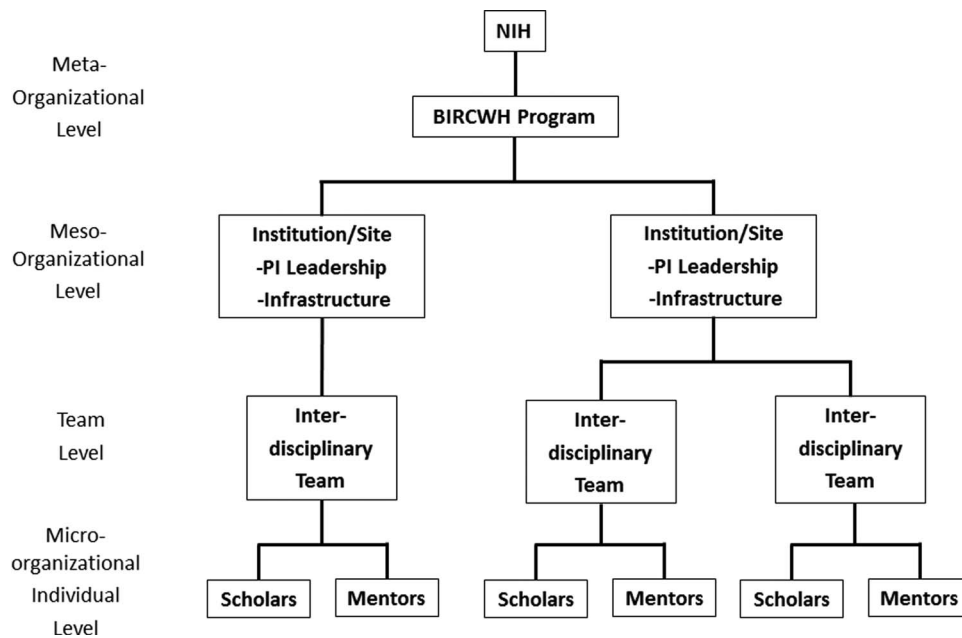 NIH
Meta-
Organizational
Level
BIRCWH Program
Meso-
Organizational
Level
Institution/Site
-PI Leadership
-Infrastructure
Institution/Site
-PI Leadership
-Infrastructure
Team
Level
Inter-
disciplinary
Team
Inter-
disciplinary
Team
Inter-
disciplinary
Team
Micro-
organizational
Individual
Level
Scholars
Mentors
Scholars
Mentors
Scholars
Mentors